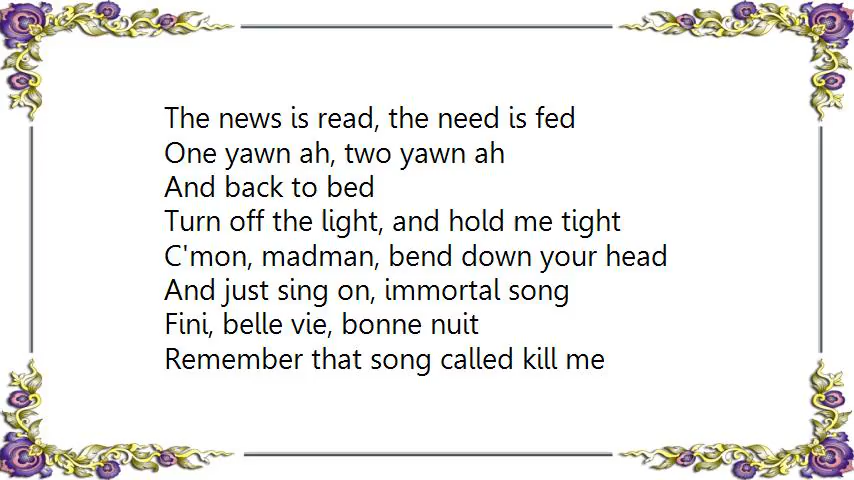 The news is read, the need is fed
One yawn ah, two yawn ah
And back to bed
Turn off the light, and hold me tight
C'mon, madman, bend down your head
And just sing on, immortal song
Fini, belle vie, bonne nuit
Remember that song called kill me